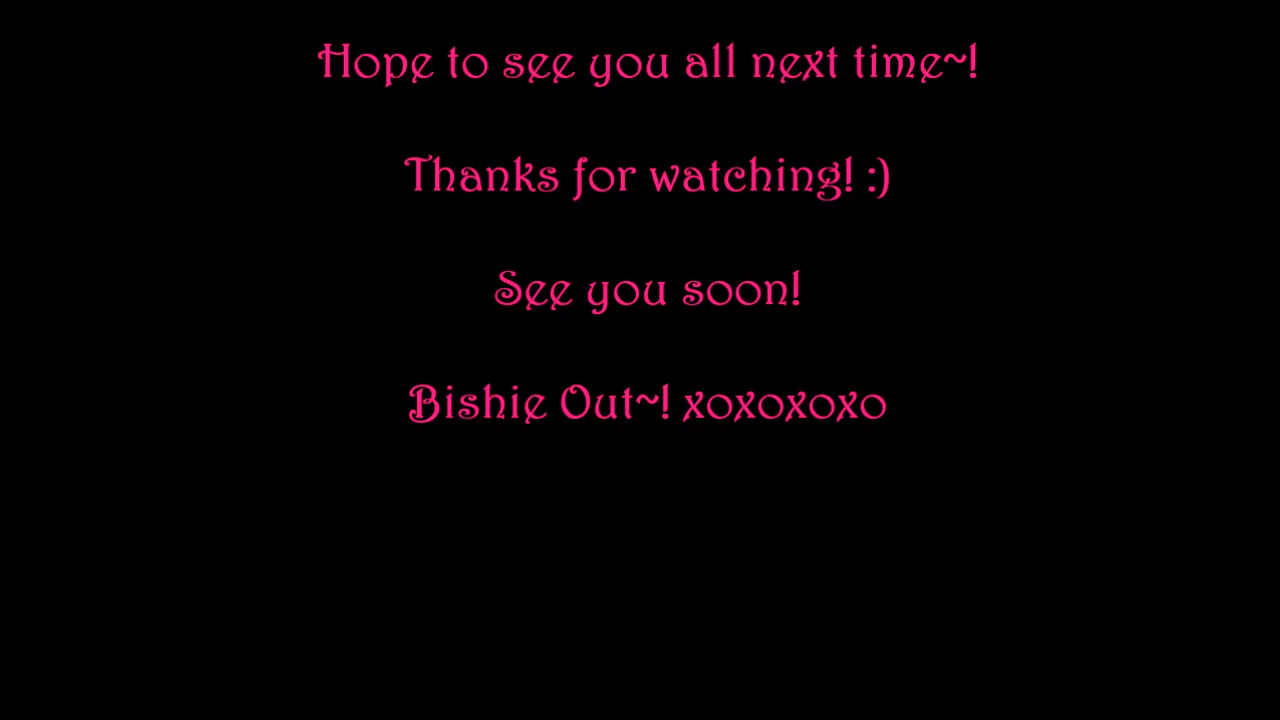 Hope to see you all next time~!
Thanks for watching! :)
See you soon!
Bishie Out~! xoxoxoxo